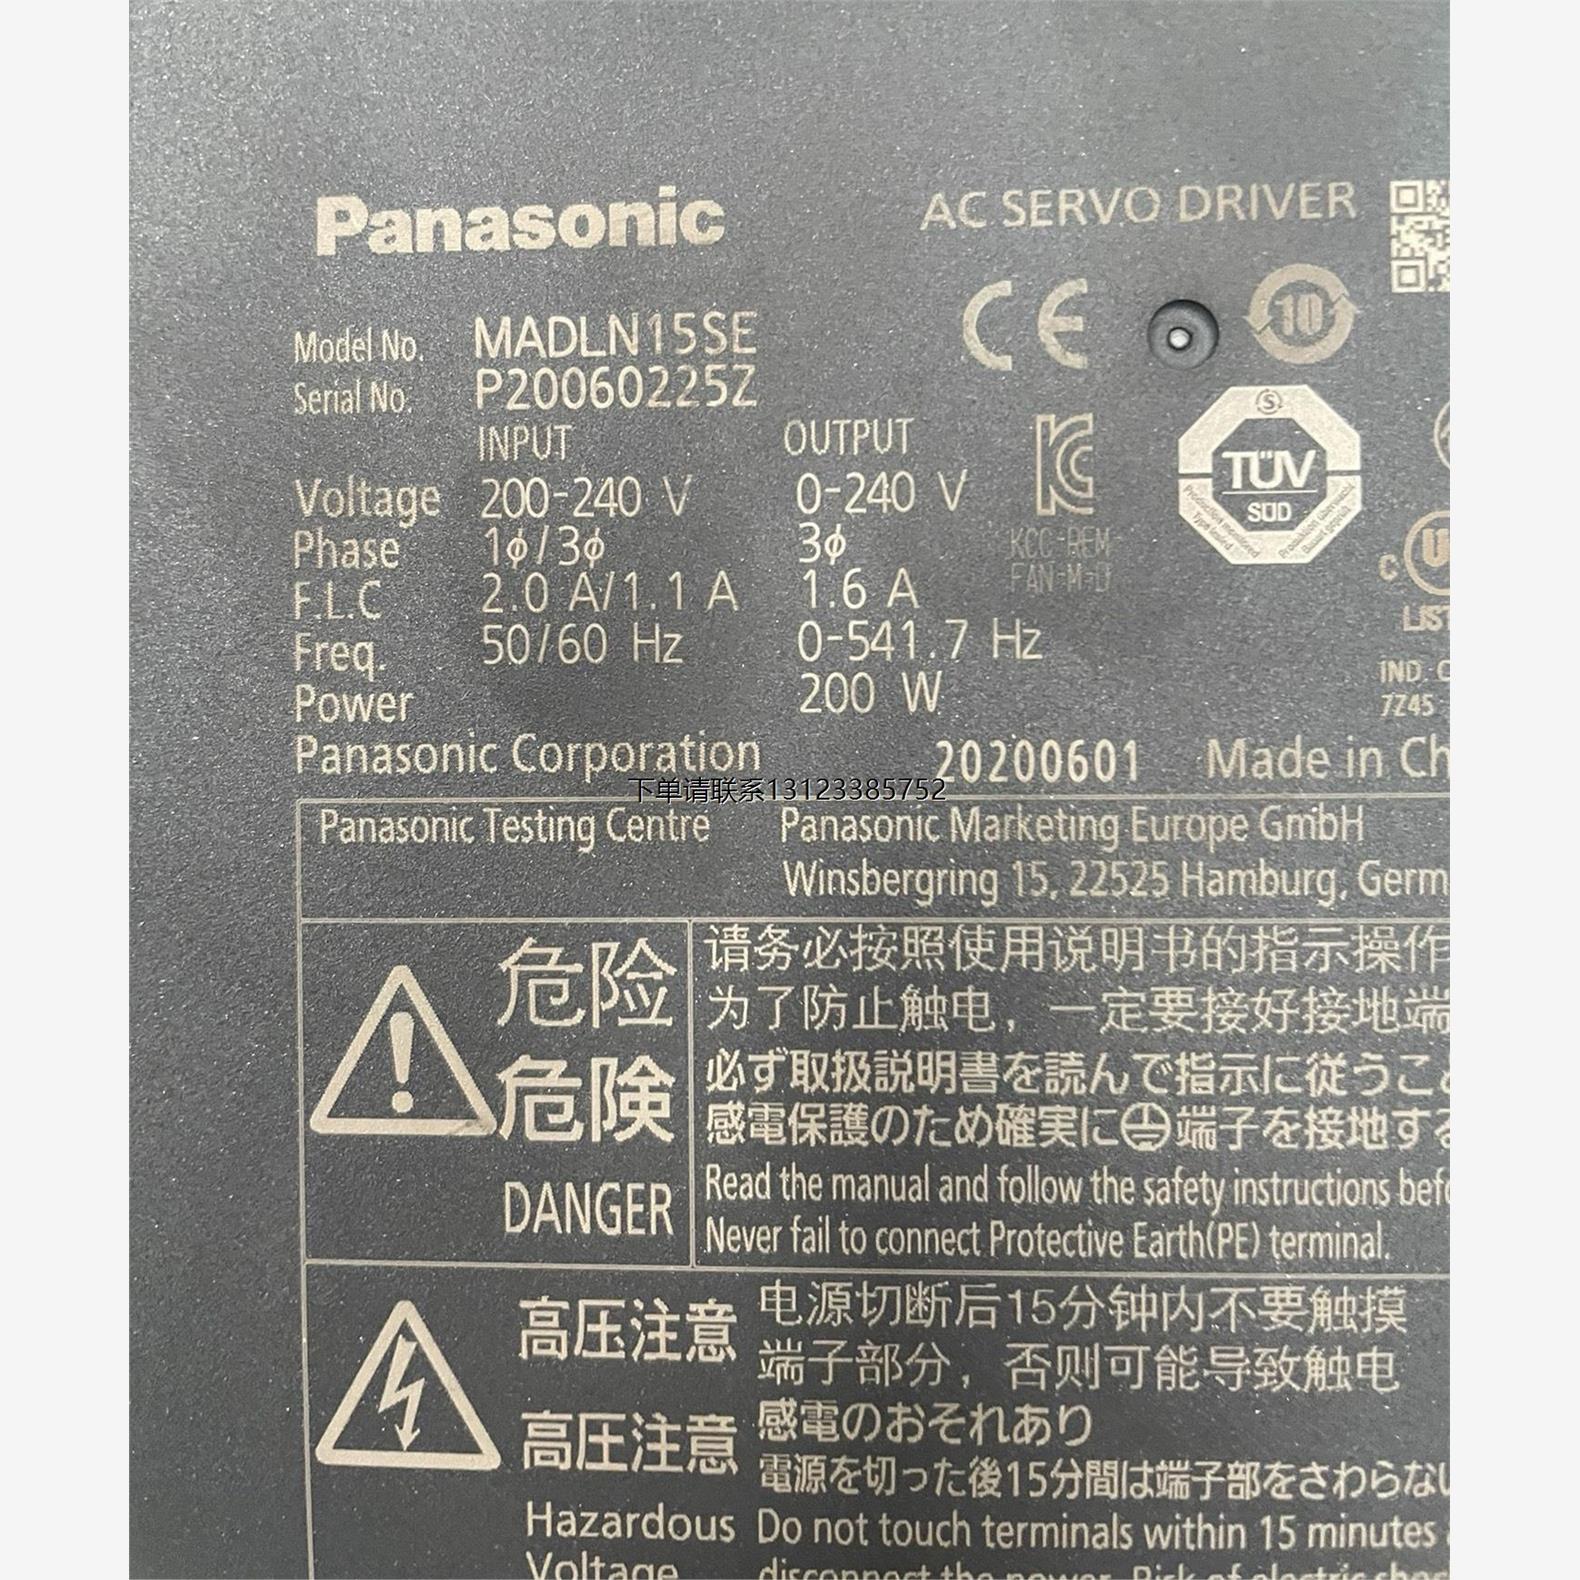 Panasonic
AC SERVO DRIVER
Model No. MADLN15SE
Serial No. P20060225Z
INPUT OUTPUT
Voltage 200-240 V 0-240 V
Phase 1ϕ/3ϕ 3ϕ
F.L.C 2.0 A/1.1 A 1.6 A
Freq. 50/60 Hz 0-541.7 Hz
Power 200 W
CE
10
TÜV
SÜD
KCC-REM
FAN-M-D
C
IND.
7Z45
Panasonic Corporation 20200601 Made in
下单请联系13123385752
Panasonic Testing Centre
Panasonic Marketing Europe GmbH
Winsbergring 15, 22525 Hamburg,
危险
危険
DANGER
请务必按照使用说明书的指示操作
为了防止触电，一定要接好接地端
必ず取扱説明書を読んで指示に従うこ
感電保護のため確実に⏚端子を接地する
Read the manual and follow the safety instructions
Never fail to connect Protective Earth(PE) terminal.
高压注意
电源切断后15分钟内不要触摸
端子部分，否则可能导致触电
高圧注意
感電のおそれあり
電源を切った後15分間は端子部をさわらない
Hazardous
Voltage
Do not touch terminals within 15 minutes
disconnect the power. Risk of electric